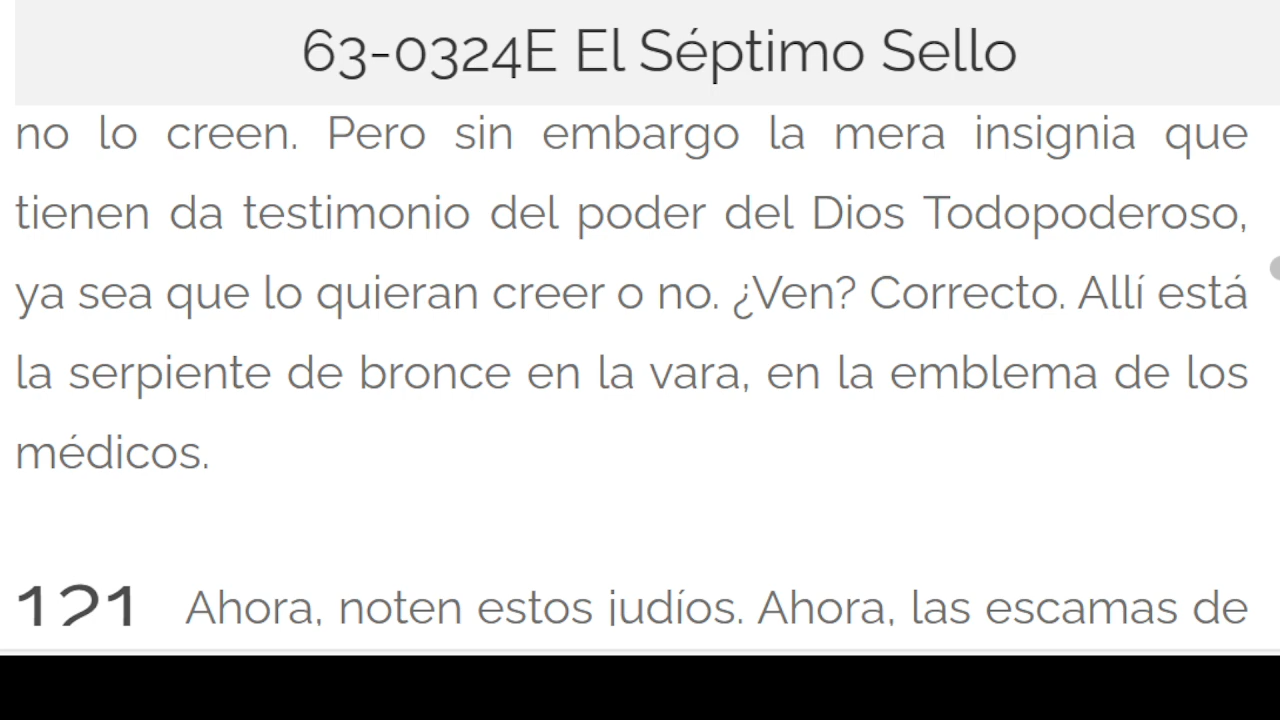 63-0324E El Séptimo Sello
no lo creen. Pero sin embargo la mera insignia que
tienen da testimonio del poder del Dios Todopoderoso,
ya sea que lo quieran creer o no. ¿Ven? Correcto. Allí está
la serpiente de bronce en la vara, en la emblema de los
médicos.
121 Ahora, noten estos judíos. Ahora, las escamas de